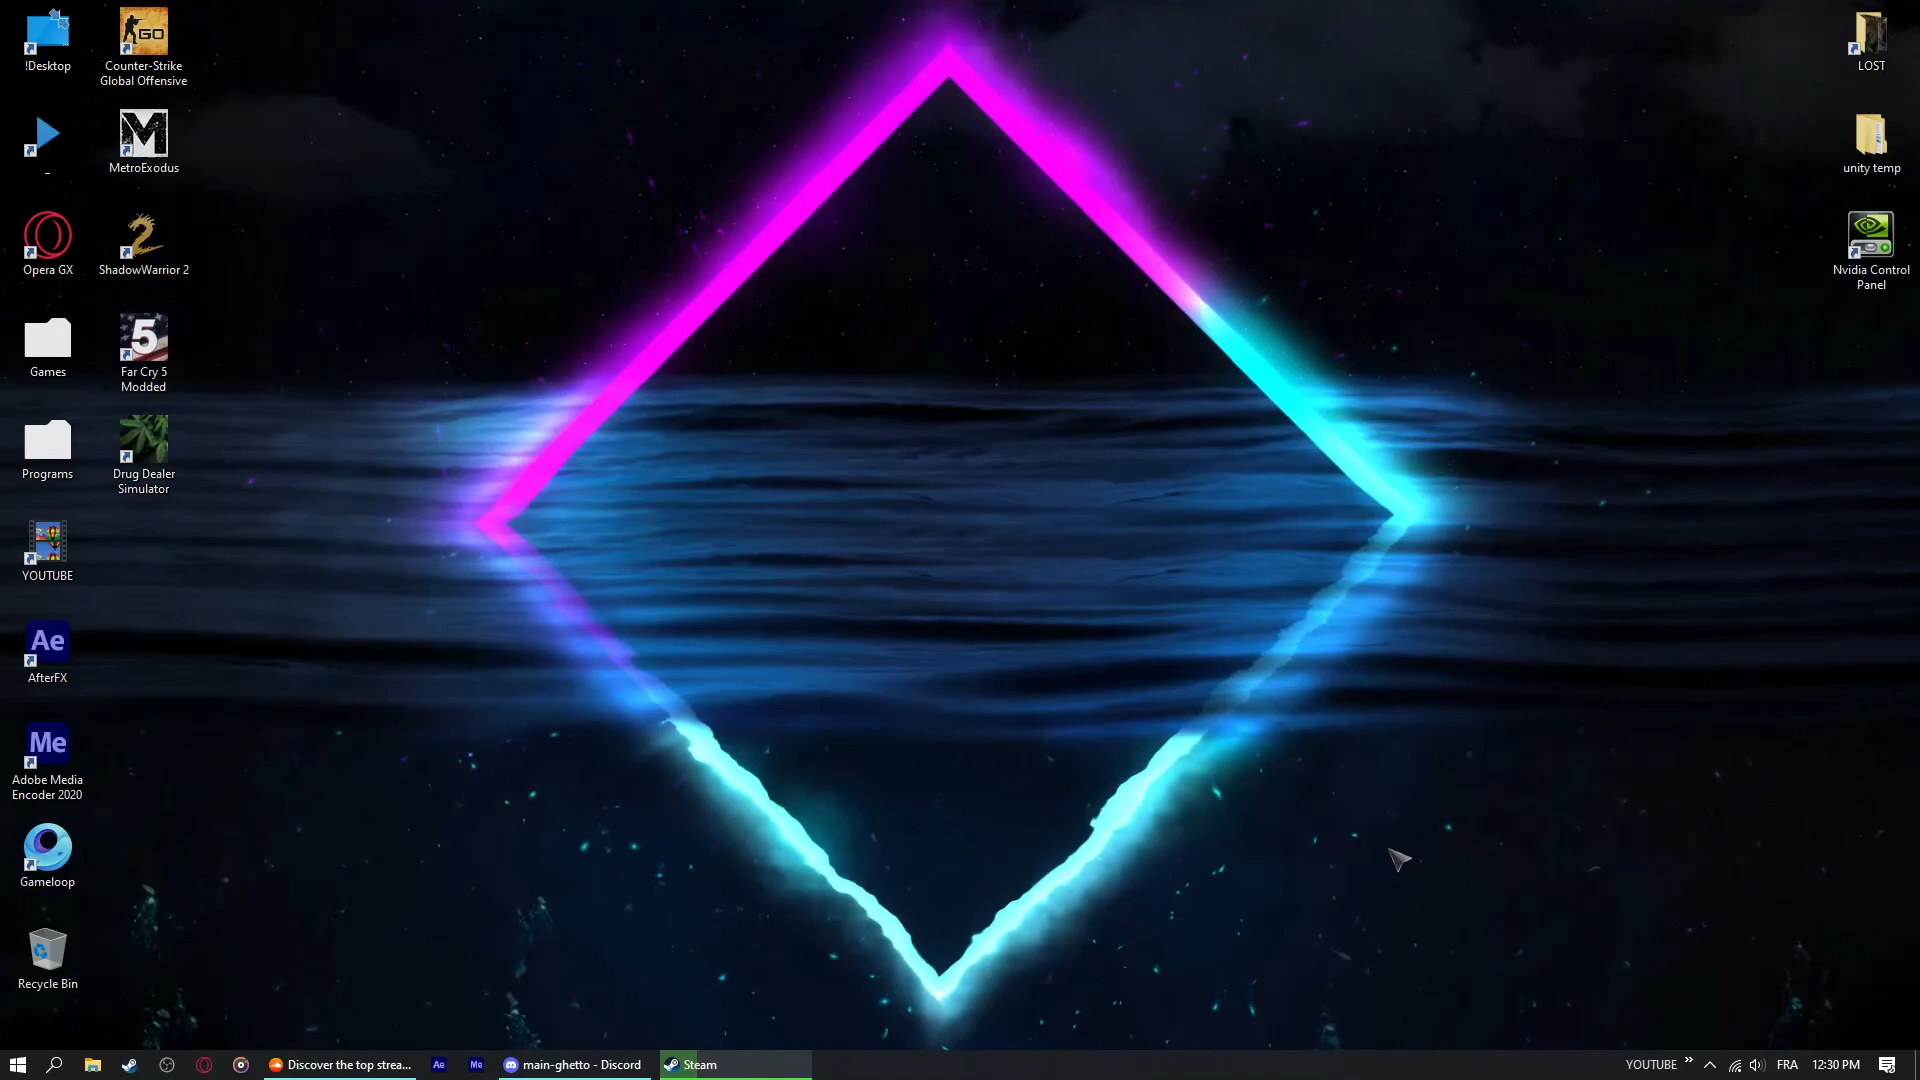 !Desktop
Counter-Strike
Global Offensive
LOST
_
MetroExodus
unity temp
Opera GX
ShadowWarrior 2
Nvidia Control
Panel
Games
5
Far Cry 5
Modded
Programs
Drug Dealer
Simulator
YOUTUBE
Ae
AfterFX
Me
Adobe Media
Encoder 2020
Gameloop
Recycle Bin
GO
M
Discover the top strea...
Ae
Me
main-ghetto - Discord
Steam
YOUTUBE
FRA
12:30 PM